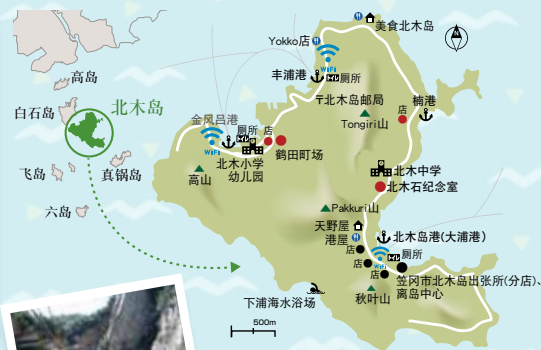 美食北木岛
Yokko店
WiFi
丰浦港
厕所
高岛
〒北木岛邮局
楠港
白石岛
北木岛
店
Tongiri山
金风吕港
厕所
店
WiFi
鹤田町场
北木小学
幼儿园
北木中学
飞岛
真锅岛
高山
北木石纪念室
六岛
Pakkuri山
天野屋
港屋
北木岛港(大浦港)
店
厕所
WiFi
店
店
笠冈市北木岛出张所(分店)、
离岛中心
下浦海水浴场
秋叶山
500m